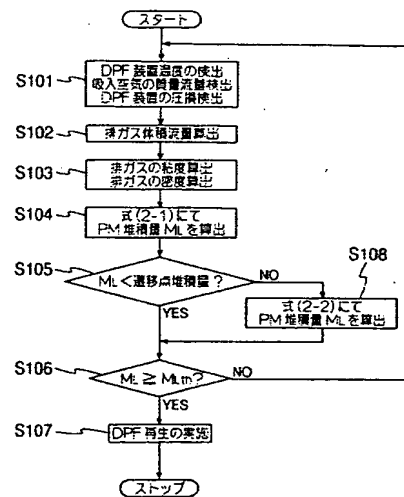 スタート
S101
DPF 装置温度の検出
吸入空気の質量流量検出
DPF 装置の圧損検出
S102
排ガス体積流量算出
S103
排ガスの粘度算出
排ガスの密度算出
S104
式(2-1)にて
PM 堆積量 MLを算出
S105
ML<遷移点堆積量?
NO
S108
YES
式(2-2)にて
PM 堆積量 MLを算出
S106
ML≧MLth?
NO
YES
S107
DPF 再生の実施
ストップ